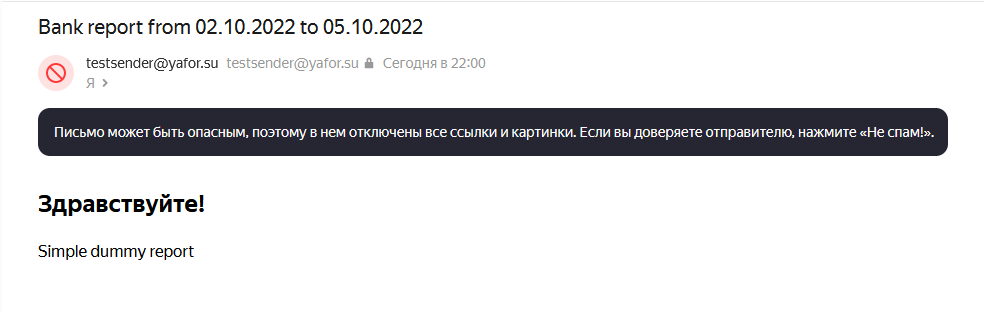 Bank report from 02.10.2022 to 05.10.2022
testsender@yafor.su testsender@yafor.su Сегодня в 22:00
Я
Письмо может быть опасным, поэтому в нем отключены все ссылки и картинки. Если вы доверяете отправителю, нажмите «Не спам!».
Здравствуйте!
Simple dummy report